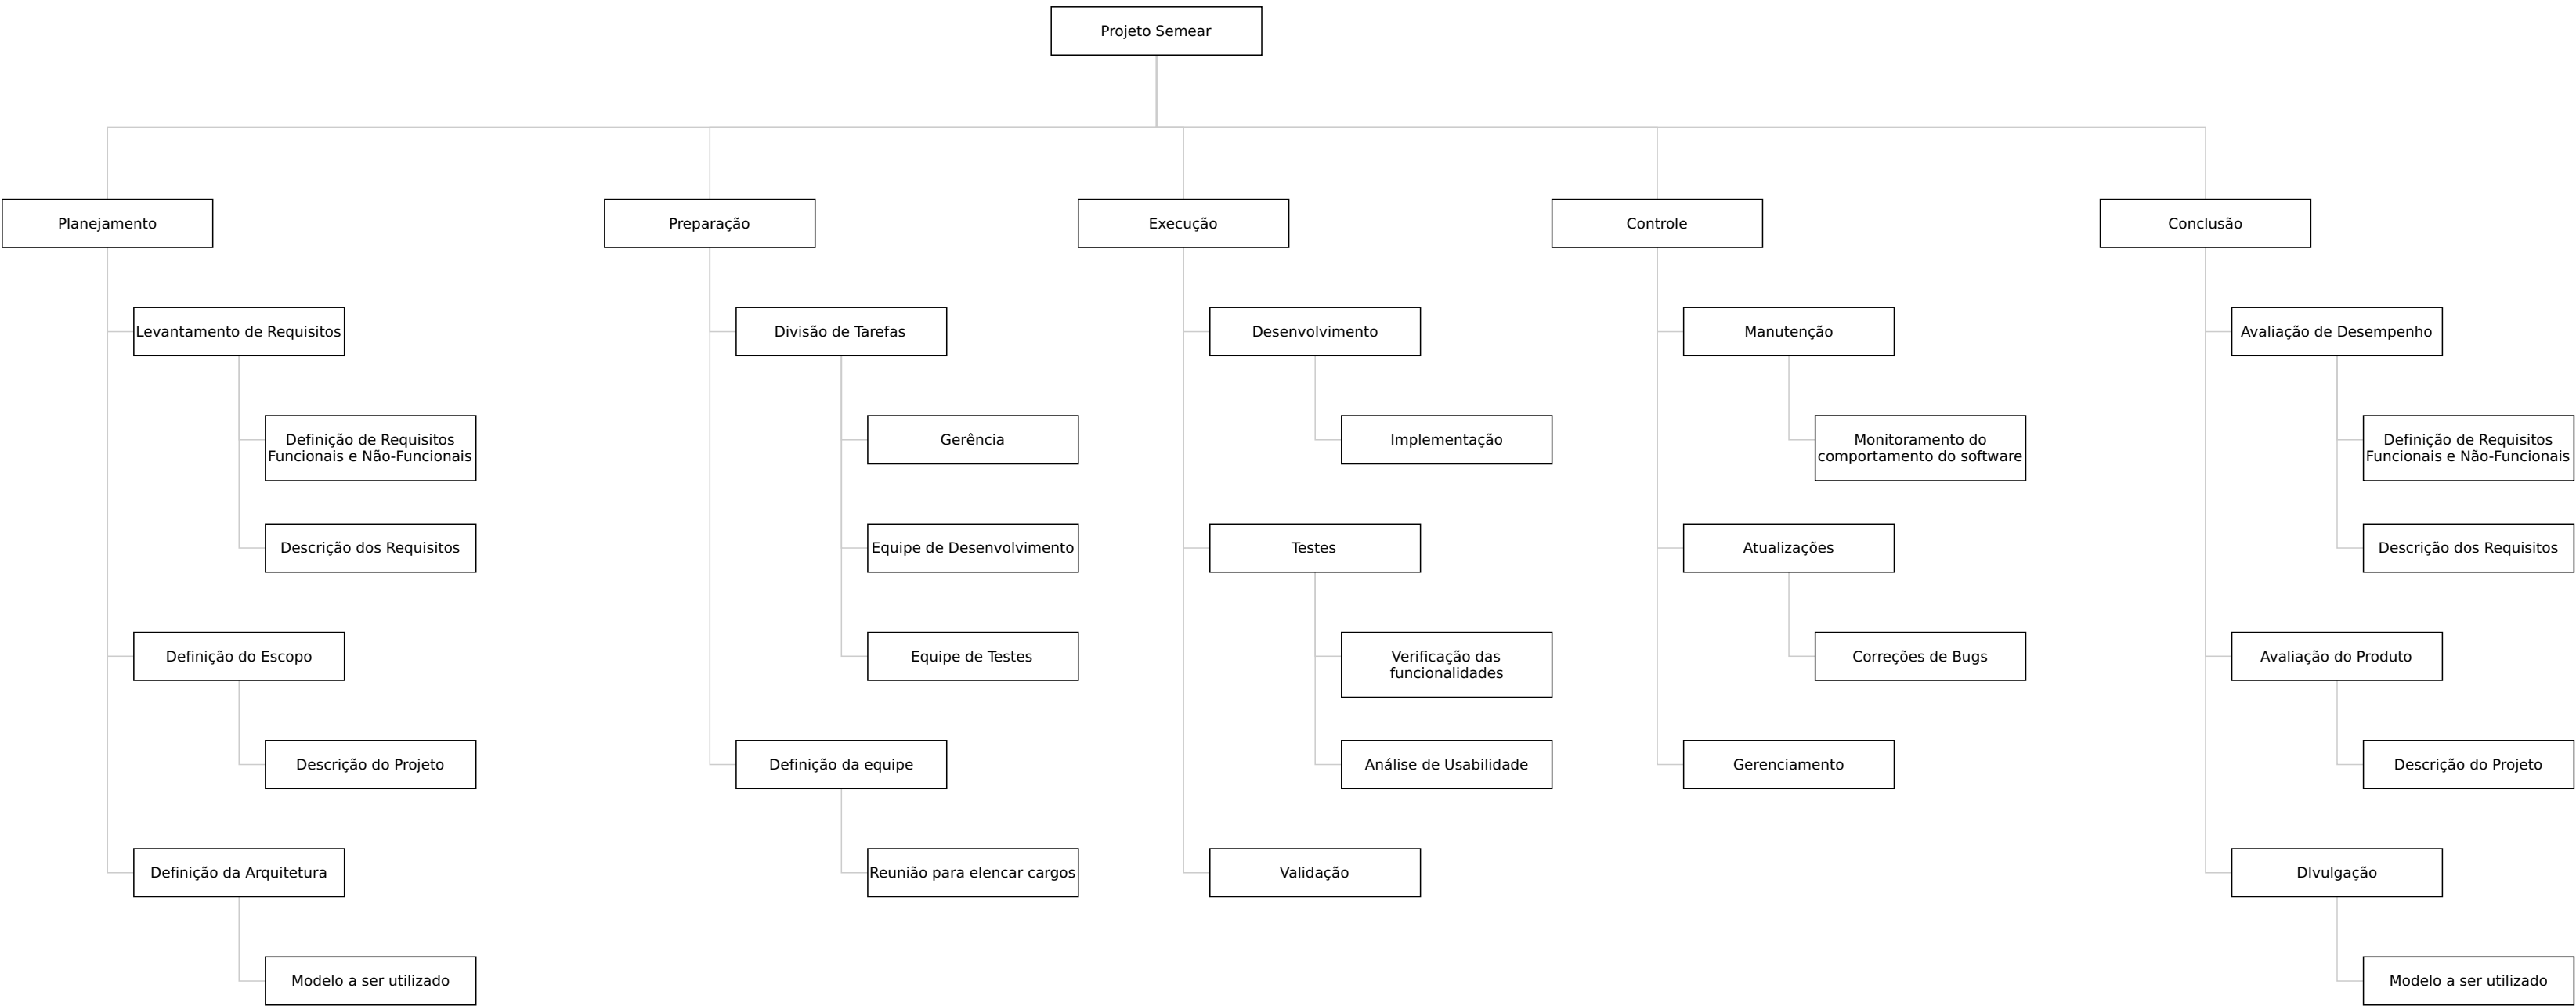 Projeto Semear
Planejamento
Levantamento de Requisitos
Definição de Requisitos
Funcionais e Não-Funcionais
Descrição dos Requisitos
Definição do Escopo
Descrição do Projeto
Definição da Arquitetura
Modelo a ser utilizado
Preparação
Divisão de Tarefas
Gerência
Equipe de Desenvolvimento
Equipe de Testes
Definição da equipe
Reunião para elencar cargos
Execução
Desenvolvimento
Implementação
Testes
Verificação das
funcionalidades
Análise de Usabilidade
Validação
Controle
Manutenção
Monitoramento do
comportamento do software
Atualizações
Correções de Bugs
Gerenciamento
Conclusão
Avaliação de Desempenho
Definição de Requisitos
Funcionais e Não-Funcionais
Descrição dos Requisitos
Avaliação do Produto
Descrição do Projeto
DIvulgação
Modelo a ser utilizado